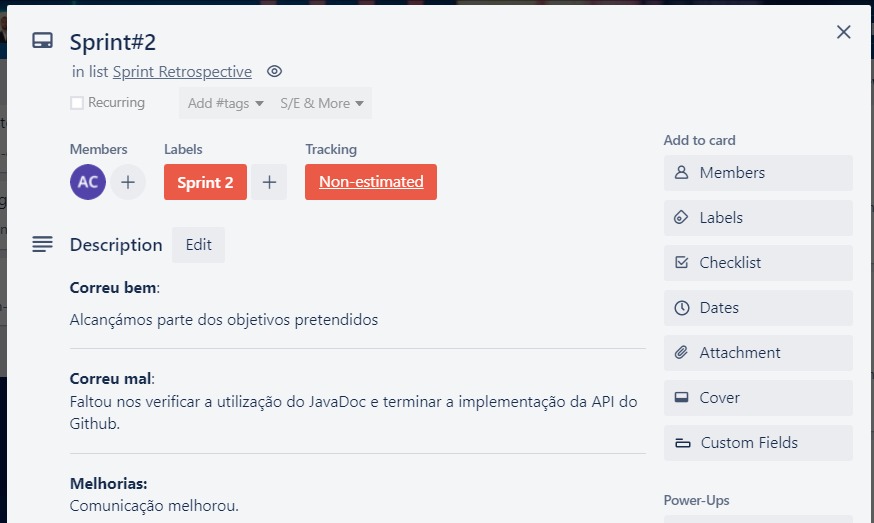 Sprint#2
in list Sprint Retrospective
Recurring
Add #tags
S/E & More
Members
Labels
Tracking
AC
Sprint 2
Non-estimated
Description
Edit
Correu bem:
Alcançámos parte dos objetivos pretendidos
Correu mal:
Faltou nos verificar a utilização do JavaDoc e terminar a implementação da API do
Github.
Melhorias:
Comunicação melhorou.
Add to card
Members
Labels
Checklist
Dates
Attachment
Cover
Custom Fields
Power-Ups